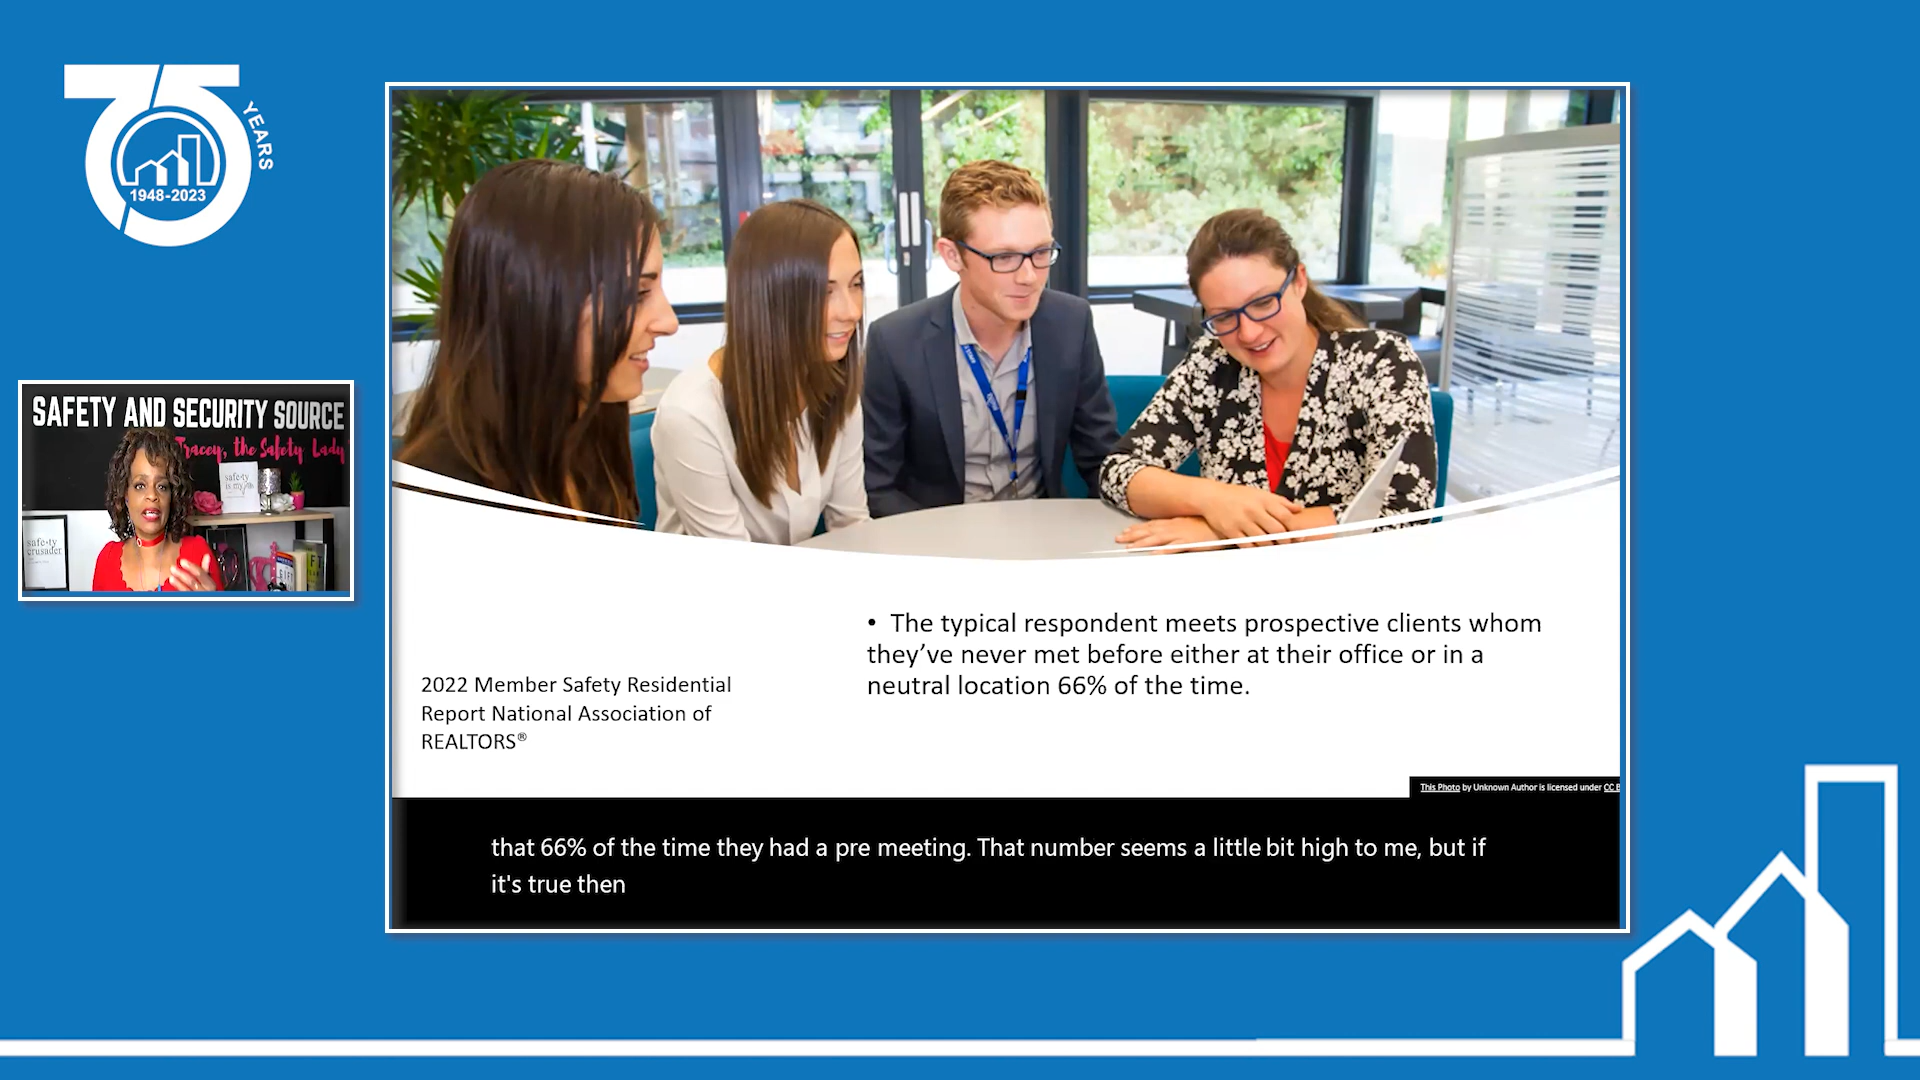 75
YEARS
1948-2023
SAFETY AND SECURITY SOURCE
Tracey, the Safety Lady
safe·ty
is my
safe·ty
crusader
SIFT
The typical respondent meets prospective clients whom
they’ve never met before either at their office or in a
neutral location 66% of the time.
2022 Member Safety Residential
Report National Association of
REALTORS®
This Photo by Unknown Author is licensed under CC B
that 66% of the time they had a pre meeting. That number seems a little bit high to me, but if
it's true then